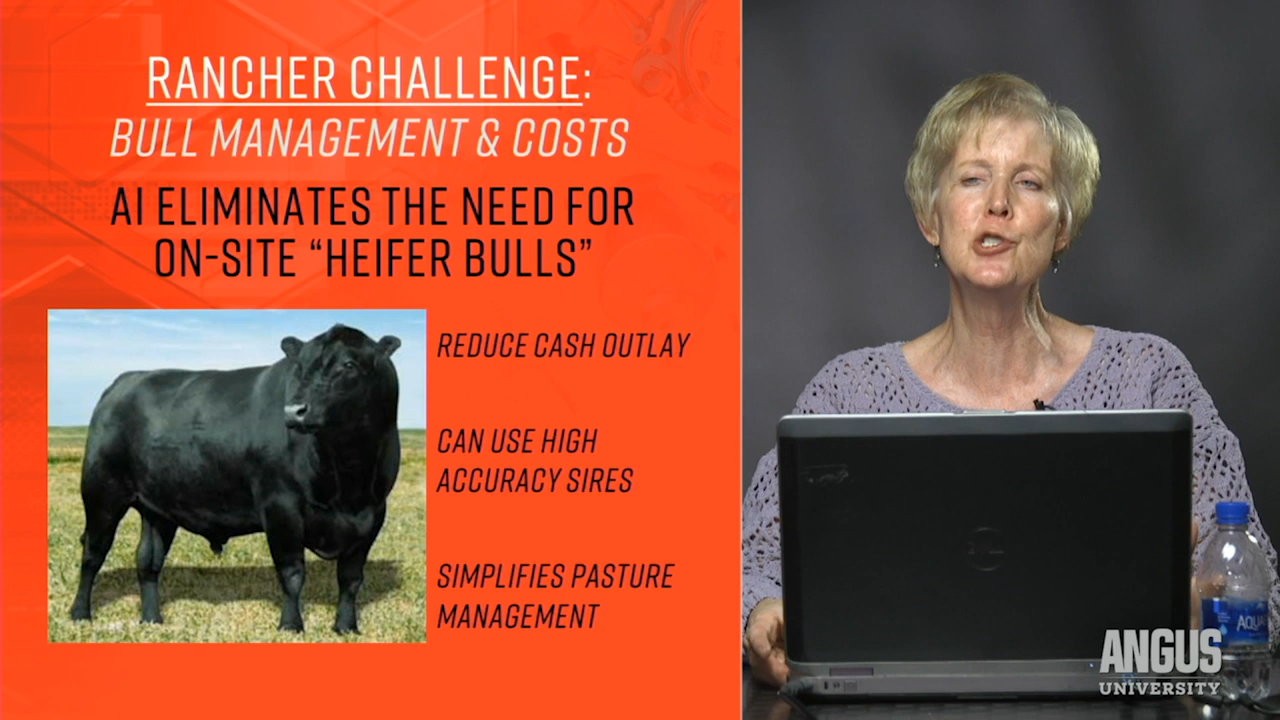 RANCHER CHALLENGE:
BULL MANAGEMENT & COSTS
AI ELIMINATES THE NEED FOR
ON-SITE “HEIFER BULLS”
REDUCE CASH OUTLAY
CAN USE HIGH
ACCURACY SIRES
SIMPLIFIES PASTURE
MANAGEMENT
AQU
ANGUS
UNIVERSITY